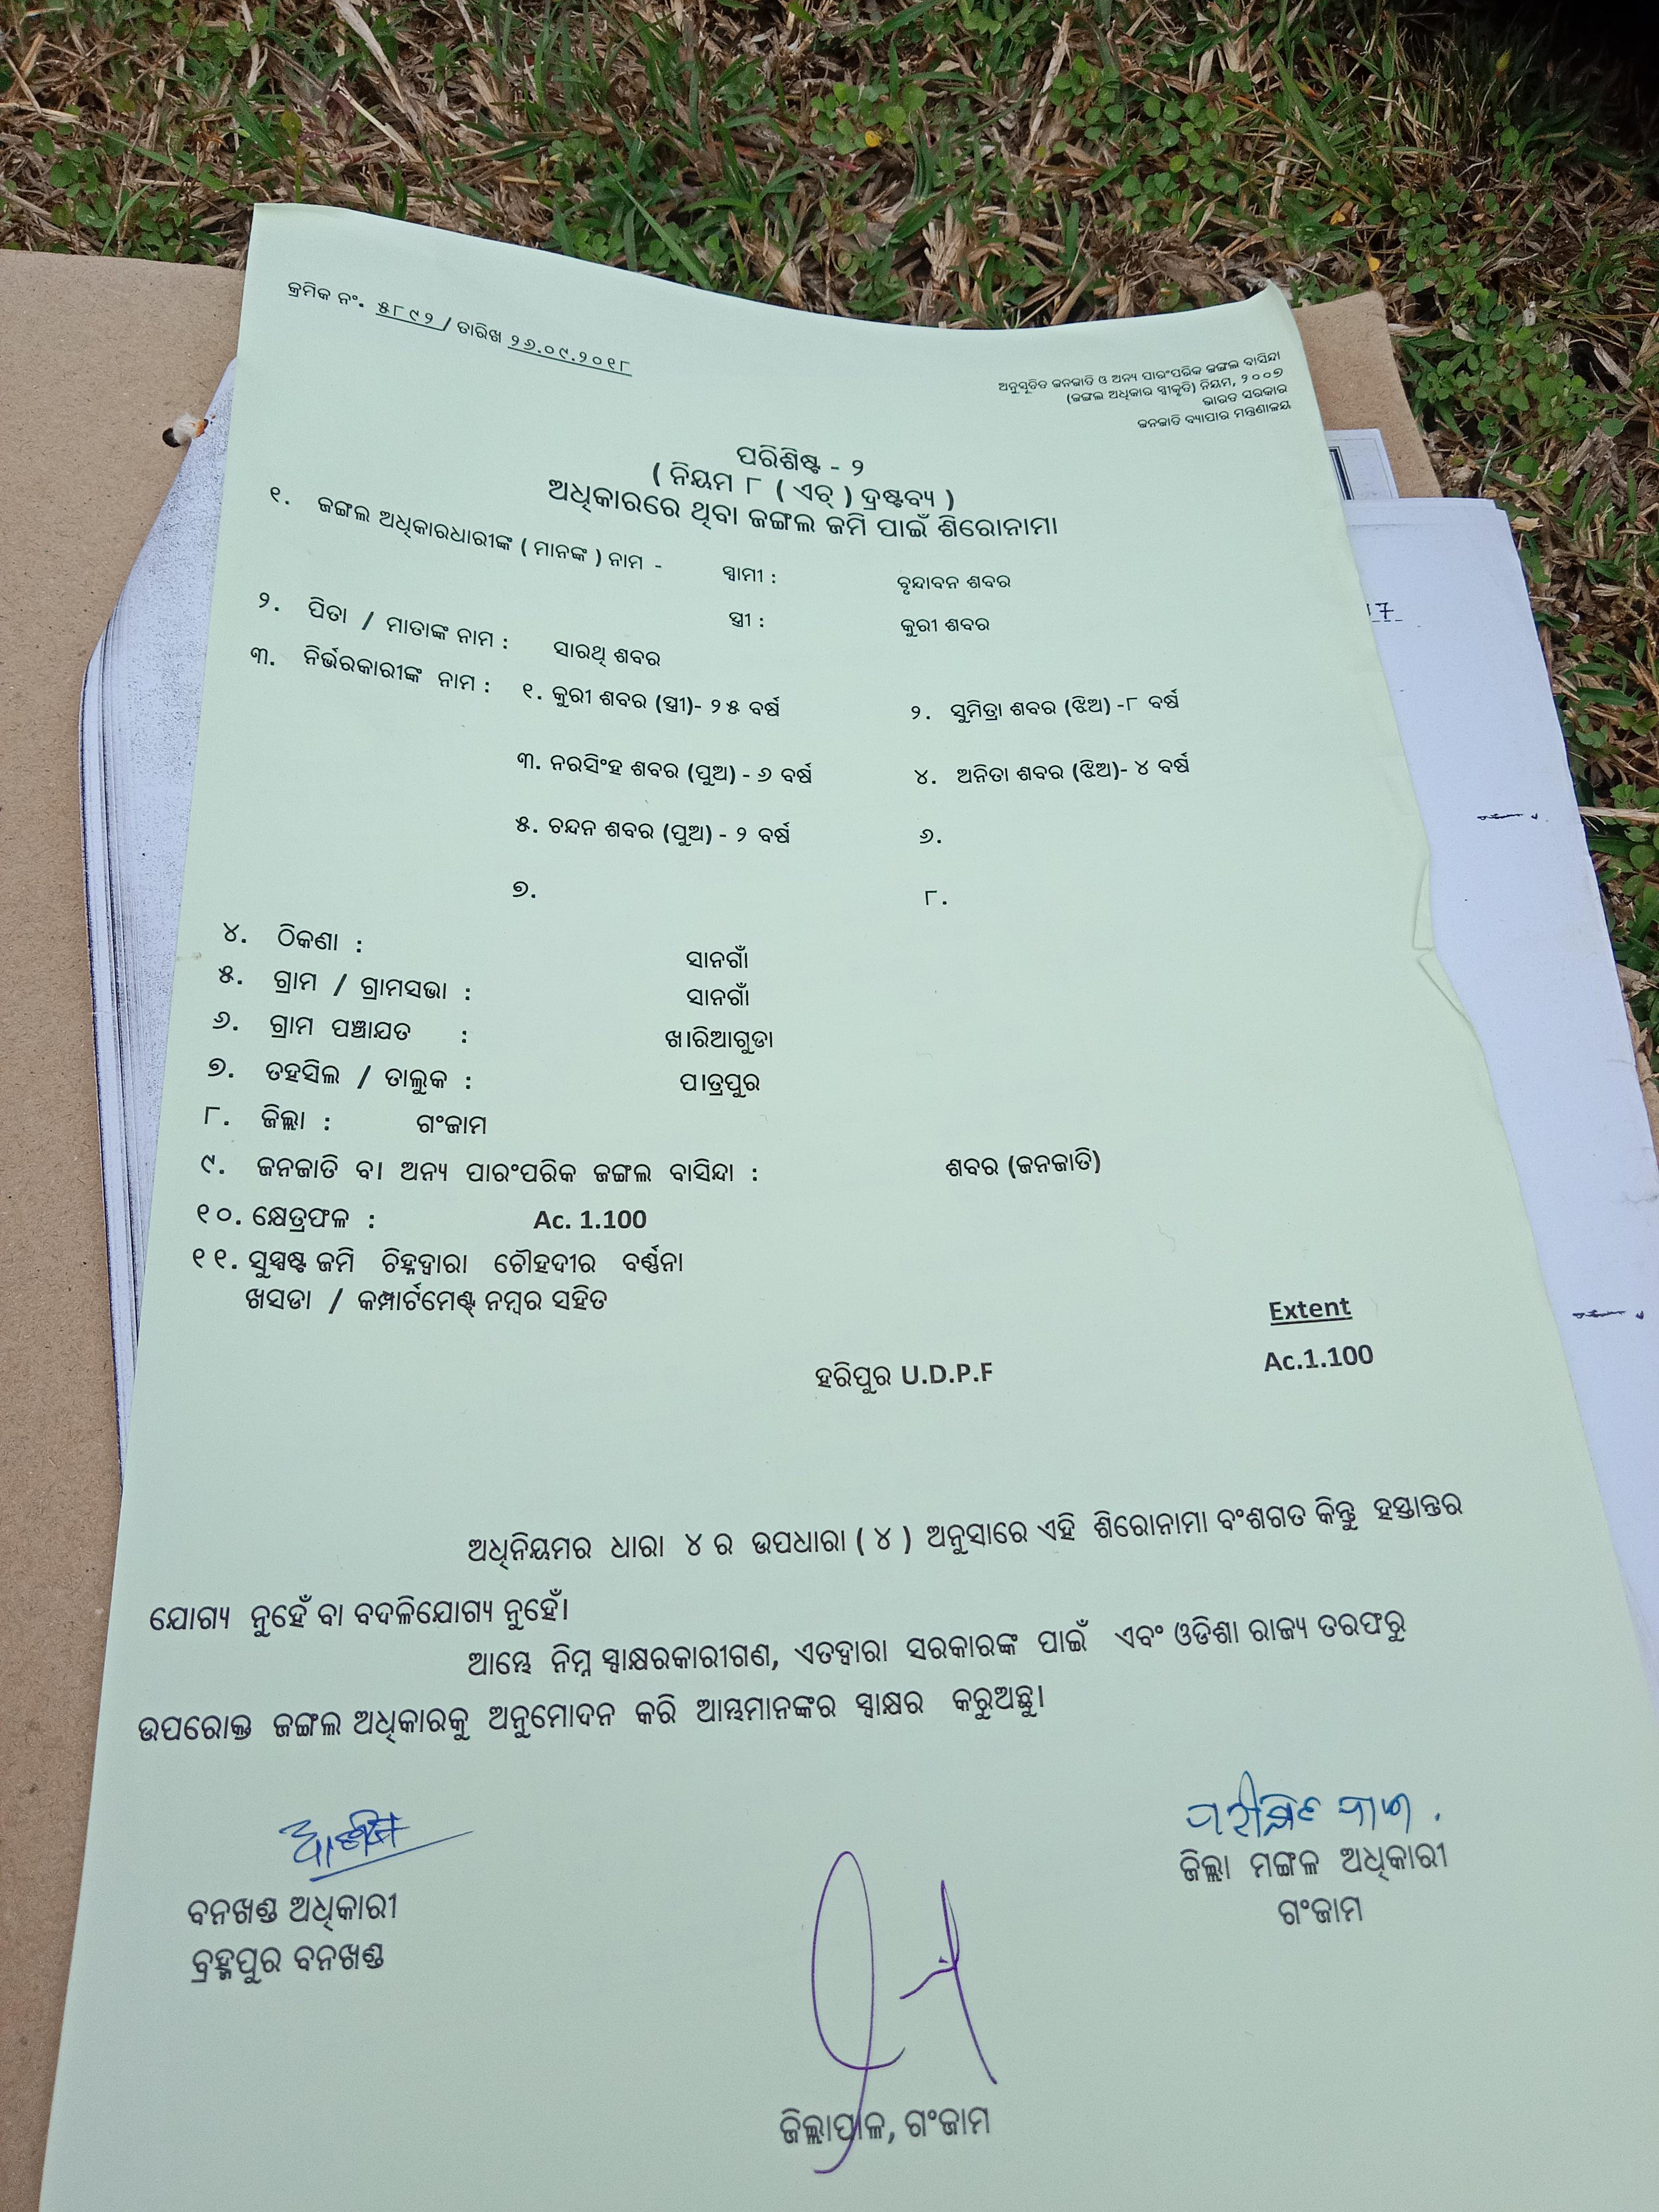 କ୍ରମିକ ନଂ. ୫୮୯୨ / ତାରିଖ ୨୬.୦୯.୨୦୧୮
ଅନୁସୂଚିତ ଜନଜାତି ଓ ଅନ୍ୟ ପାରଂପରିକ ଜଙ୍ଗଲ ବାସିନ୍ଦା
(ଜଙ୍ଗଲ ଅଧିକାର ସ୍ୱୀକୃତି) ନିୟମ, ୨୦୦୭
ଭାରତ ସରକାର
ଜନଜାତି ବ୍ୟାପାର ମନ୍ତ୍ରଣାଳୟ
ପରିଶିଷ୍ଟ - ୨
( ନିୟମ ୮ ( ଏଚ୍ ) ଦ୍ରଷ୍ଟବ୍ୟ )
ଅଧିକାରରେ ଥିବା ଜଙ୍ଗଲ ଜମି ପାଇଁ ଶିରୋନାମା
୧. ଜଙ୍ଗଲ ଅଧିକାରଧାରୀଙ୍କ ( ମାନଙ୍କ ) ନାମ - ସ୍ୱାମୀ : ବୃନ୍ଦାବନ ଶବର
ସ୍ତ୍ରୀ : କୁରୀ ଶବର
୨. ପିତା / ମାତାଙ୍କ ନାମ : ସାରଥି ଶବର
୩. ନିର୍ଭରକାରୀଙ୍କ ନାମ : ୧. କୁରୀ ଶବର (ସ୍ତ୍ରୀ)- ୨୫ ବର୍ଷ ୨. ସୁମିତ୍ରା ଶବର (ଝିଅ) -୮ ବର୍ଷ
୩. ନରସିଂହ ଶବର (ପୁଅ) - ୬ ବର୍ଷ ୪. ଅନିତା ଶବର (ଝିଅ)- ୪ ବର୍ଷ
୫. ଚନ୍ଦନ ଶବର (ପୁଅ) - ୨ ବର୍ଷ ୬.
୭. ୮.
୪. ଠିକଣା : ସାନଗାଁ
୫. ଗ୍ରାମ / ଗ୍ରାମସଭା : ସାନଗାଁ
୬. ଗ୍ରାମ ପଞ୍ଚାଯତ : ଖାରିଆଗୁଡା
୭. ତହସିଲ / ତାଲୁକ : ପାତ୍ରପୁର
୮. ଜିଲ୍ଲା : ଗଂଜାମ
୯. ଜନଜାତି ବା ଅନ୍ୟ ପାରଂପରିକ ଜଙ୍ଗଲ ବାସିନ୍ଦା : ଶବର (ଜନଜାତି)
୧୦. କ୍ଷେତ୍ରଫଳ : Ac. 1.100
୧୧. ସୁସ୍ପଷ୍ଟ ଜମି ଚିହ୍ନଦ୍ୱାରା ଚୌହଦୀର ବର୍ଣ୍ଣନା
ଖସଡା / କମ୍ପାର୍ଟମେଣ୍ଟ୍ ନମ୍ବର ସହିତ
Extent
ହରିପୁର U.D.P.F Ac.1.100
ଅଧିନିୟମର ଧାରା ୪ ର ଉପଧାରା ( ୪ ) ଅନୁସାରେ ଏହି ଶିରୋନାମା ବଂଶଗତ କିନ୍ତୁ ହସ୍ତାନ୍ତର
ଯୋଗ୍ୟ ନୁହେଁ ବା ବଦଳିଯୋଗ୍ୟ ନୁହେଁ।
ଆମ୍ଭେ ନିମ୍ନ ସ୍ୱାକ୍ଷରକାରୀଗଣ, ଏତଦ୍ୱାରା ସରକାରଙ୍କ ପାଇଁ ଏବଂ ଓଡିଶା ରାଜ୍ୟ ତରଫରୁ
ଉପରୋକ୍ତ ଜଙ୍ଗଲ ଅଧିକାରକୁ ଅନୁମୋଦନ କରି ଆମ୍ଭମାନଙ୍କର ସ୍ୱାକ୍ଷର କରୁଅଛୁ।
ବନଖଣ୍ଡ ଅଧିକାରୀ
ବ୍ରହ୍ମପୁର ବନଖଣ୍ଡ
ଜିଲ୍ଲା ମଙ୍ଗଳ ଅଧିକାରୀ
ଗଂଜାମ
ଜିଲ୍ଲାପାଳ, ଗଂଜାମ